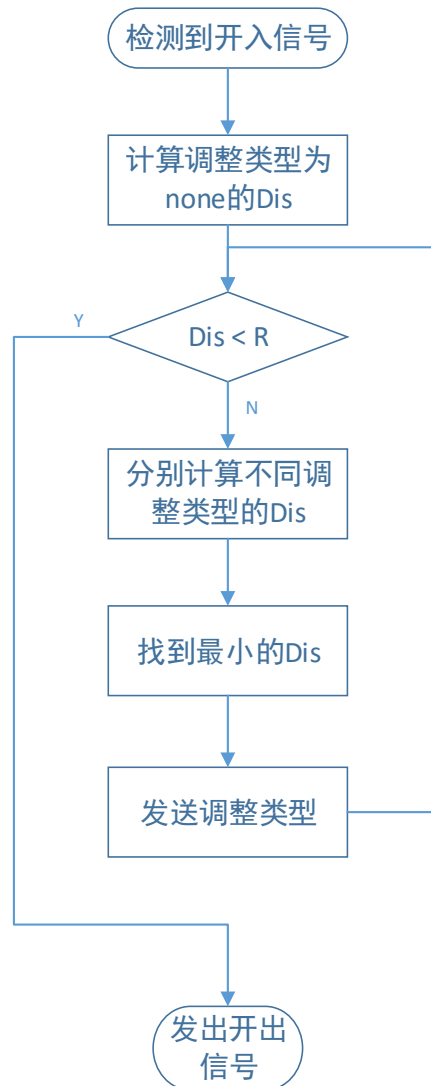 检测到开入信号
计算调整类型为
none的Dis
Y
Dis < R
N
分别计算不同调
整类型的Dis
找到最小的Dis
发送调整类型
发出开出
信号